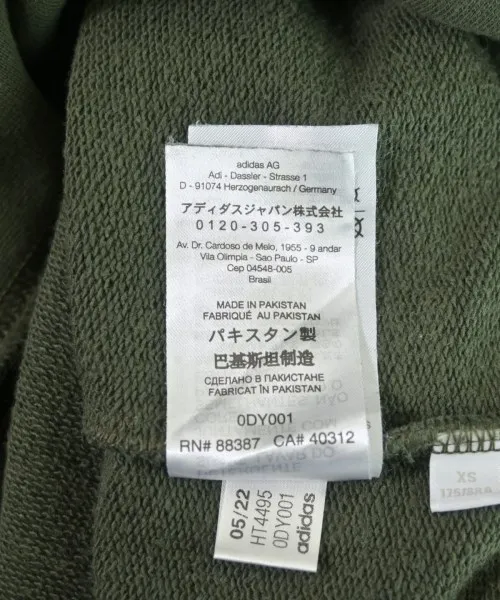 adidas AG
Adi - Dassler - Strasse 1
D - 91074 Herzogenaurach / Germany
アディダスジャパン株式会社
0120-305-393
Av. Dr. Cardoso de Melo, 1955 - 9 andar
Vila Olimpia - Sao Paulo - SP
Cep 04548-005
Brasil
MADE IN PAKISTAN
FABRIQUÉ AU PAKISTAN
パキスタン製
巴基斯坦制造
СДЕЛАНО В ПАКИСТАНЕ
FABRICAT ÎN PAKISTAN
0DY001
RN# 88387 CA# 40312
05/22
HT4495
0DY001
adidas
XS